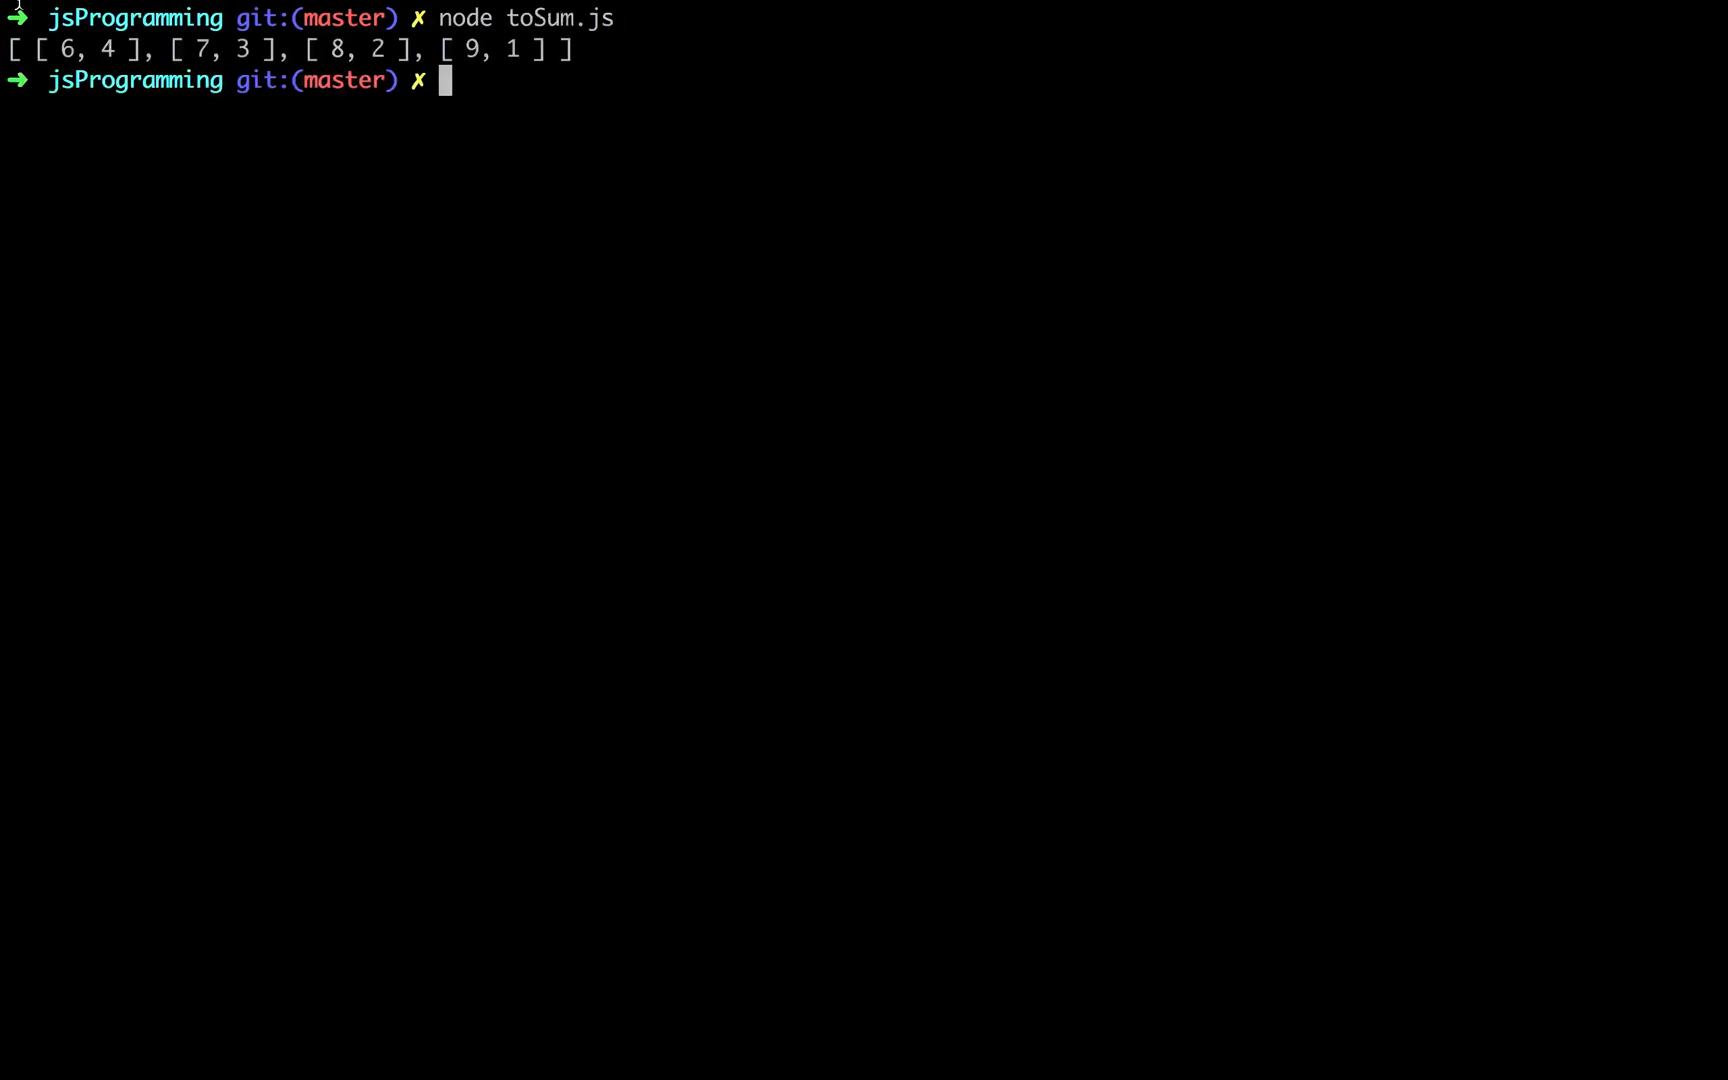 ➜ jsProgramming git:(master) ✗ node toSum.js
[ [ 6, 4 ], [ 7, 3 ], [ 8, 2 ], [ 9, 1 ] ]
➜ jsProgramming git:(master) ✗